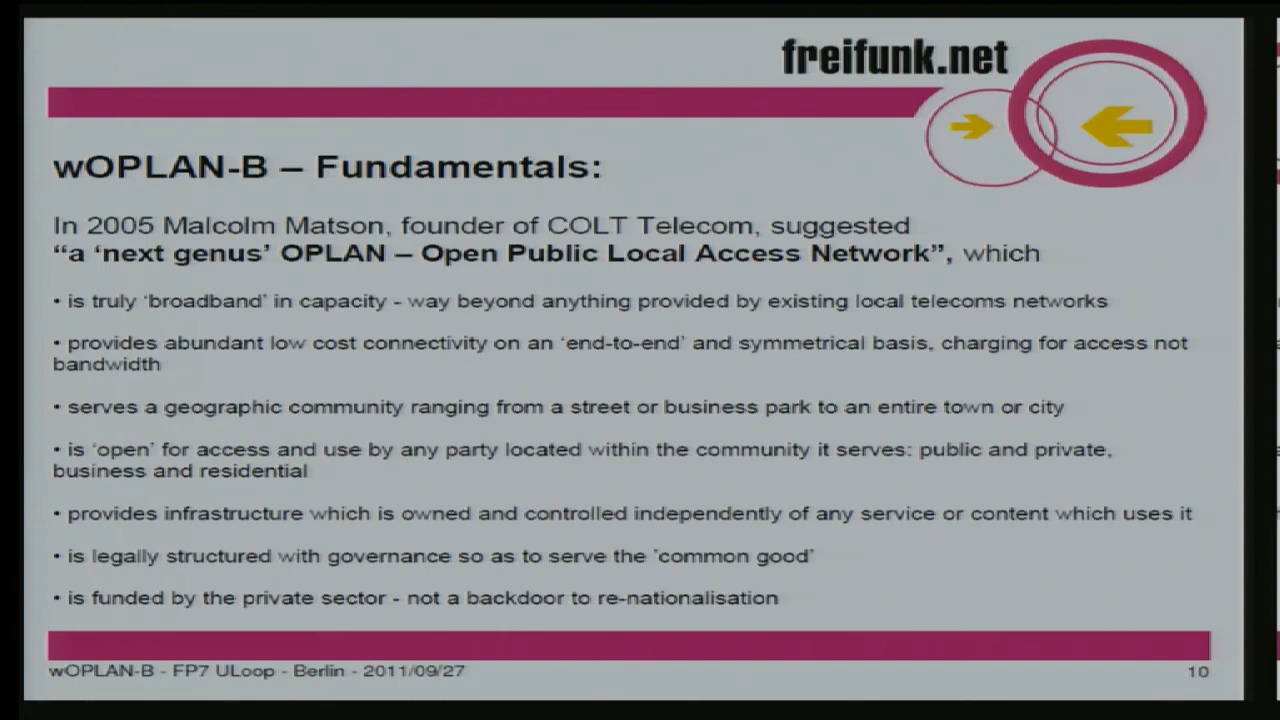 freifunk.net
wOPLAN-B – Fundamentals:
In 2005 Malcolm Matson, founder of COLT Telecom, suggested
“a ‘next genus’ OPLAN – Open Public Local Access Network”, which
• is truly ‘broadband’ in capacity - way beyond anything provided by existing local telecoms networks
• provides abundant low cost connectivity on an ‘end-to-end’ and symmetrical basis, charging for access not
bandwidth
• serves a geographic community ranging from a street or business park to an entire town or city
• is ‘open’ for access and use by any party located within the community it serves: public and private,
business and residential
• provides infrastructure which is owned and controlled independently of any service or content which uses it
• is legally structured with governance so as to serve the 'common good’
• is funded by the private sector - not a backdoor to re-nationalisation
wOPLAN-B - FP7 ULoop - Berlin - 2011/09/27
10